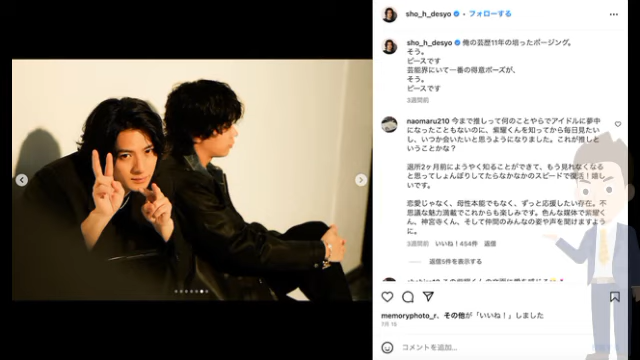 sho_h_desyo • フォローする
sho_h_desyo 俺の芸歴11年の培ったポージング。
そう。
ピースです
芸能界にいて一番の得意ポーズが、
そう。
ピースです
3週間前
naomaru210 今まで推しって何のことやらでアイドルに夢中
になったこともないのに、紫耀くんを知ってから毎日見たい
し、いつか会いたいと思うようになりました。これが推しと
いうことかな？
退所2ヶ月前にようやく知ることができて、もう見れなくなる
と思ってしょんぼりしてたらなかなかのスピードで復活！嬉し
いです。
恋愛じゃなく、母性本能でもなく、ずっと応援したい存在。不
思議な魅力満載でこれからも楽しみです。色んな媒体で紫耀く
ん、神宮寺くん、そして仲間のみんなの姿や声を聞けますよう
に。
3週間前 いいね！454件 返信
返信5件を表示する
memoryphoto_r、その他が「いいね！」しました
7月 15
コメントを追加...